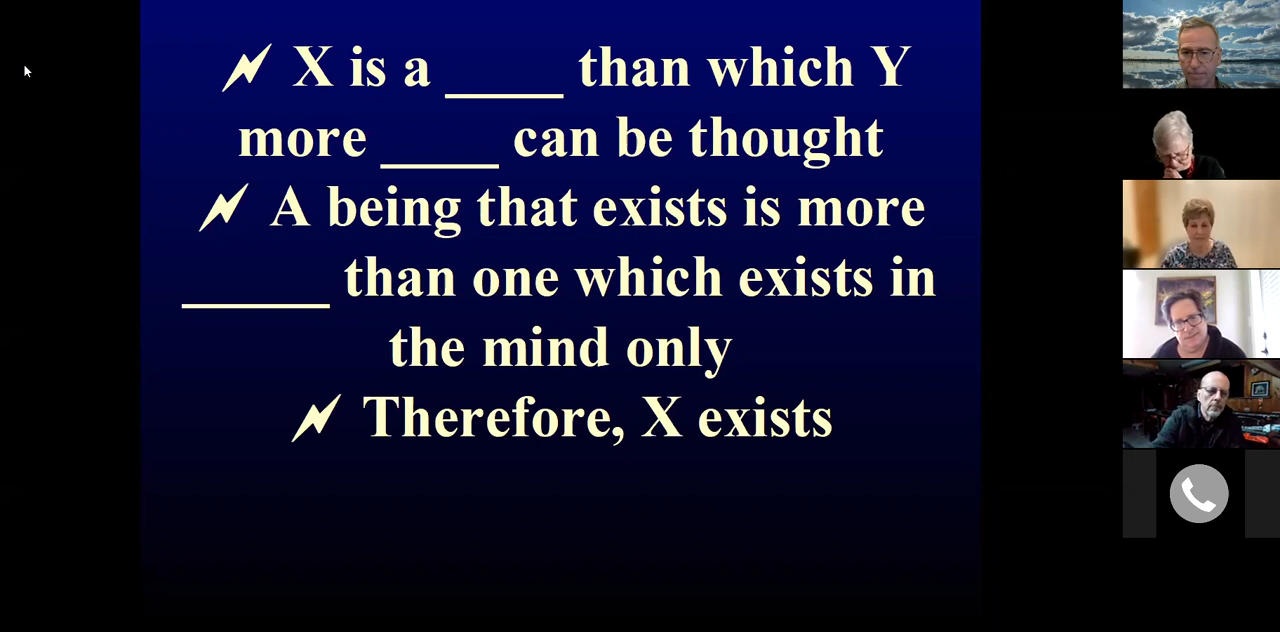 X is a ____ than which Y
more ____ can be thought
A being that exists is more
_____ than one which exists in
the mind only
Therefore, X exists